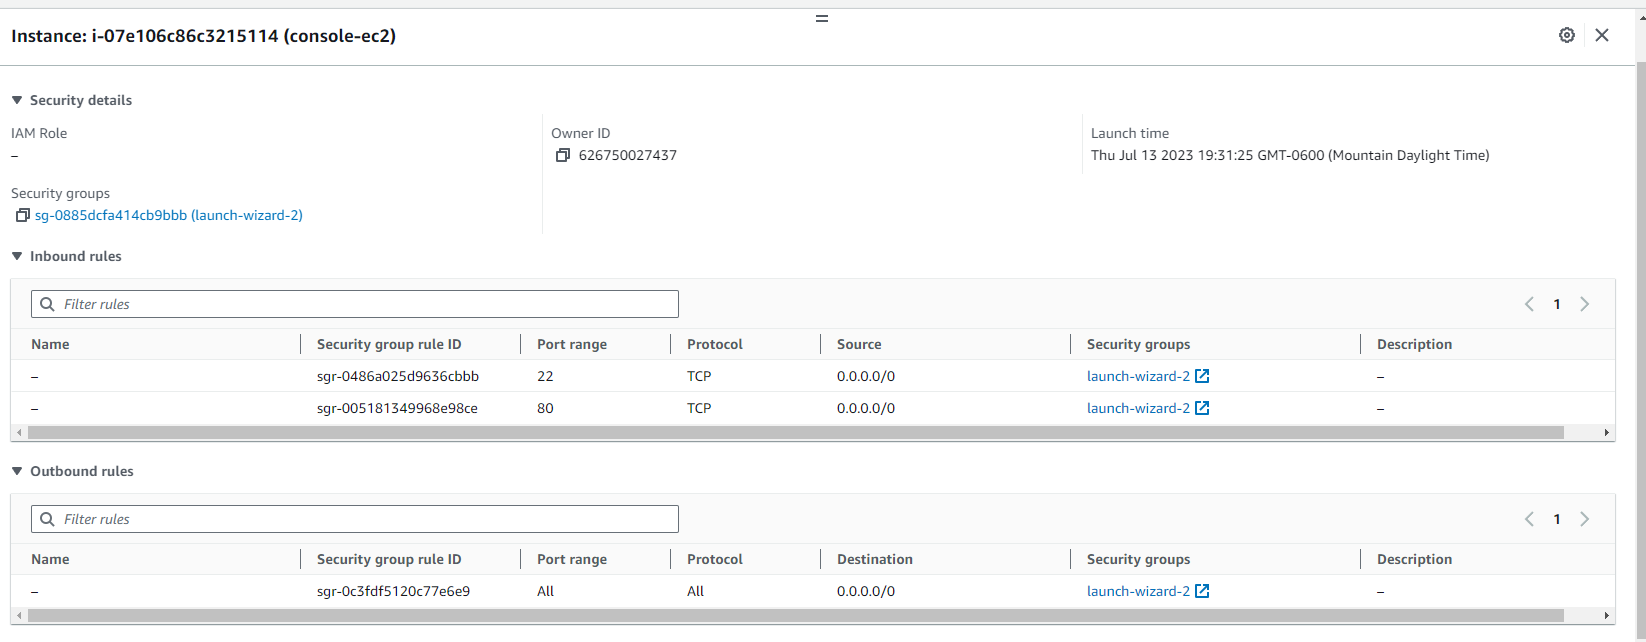 Instance: i-07e106c86c3215114 (console-ec2)
Security details
IAM Role
–
Owner ID
626750027437
Launch time
Thu Jul 13 2023 19:31:25 GMT-0600 (Mountain Daylight Time)
Security groups
sg-0885dcfa414cb9bbb (launch-wizard-2)
Inbound rules
Filter rules
1
Name Security group rule ID Port range Protocol Source Security groups Description
– sgr-0486a025d9636cbbb 22 TCP 0.0.0.0/0 launch-wizard-2 –
– sgr-005181349968e98ce 80 TCP 0.0.0.0/0 launch-wizard-2 –
Outbound rules
Filter rules
1
Name Security group rule ID Port range Protocol Destination Security groups Description
– sgr-0c3fdf5120c77e6e9 All All 0.0.0.0/0 launch-wizard-2 –